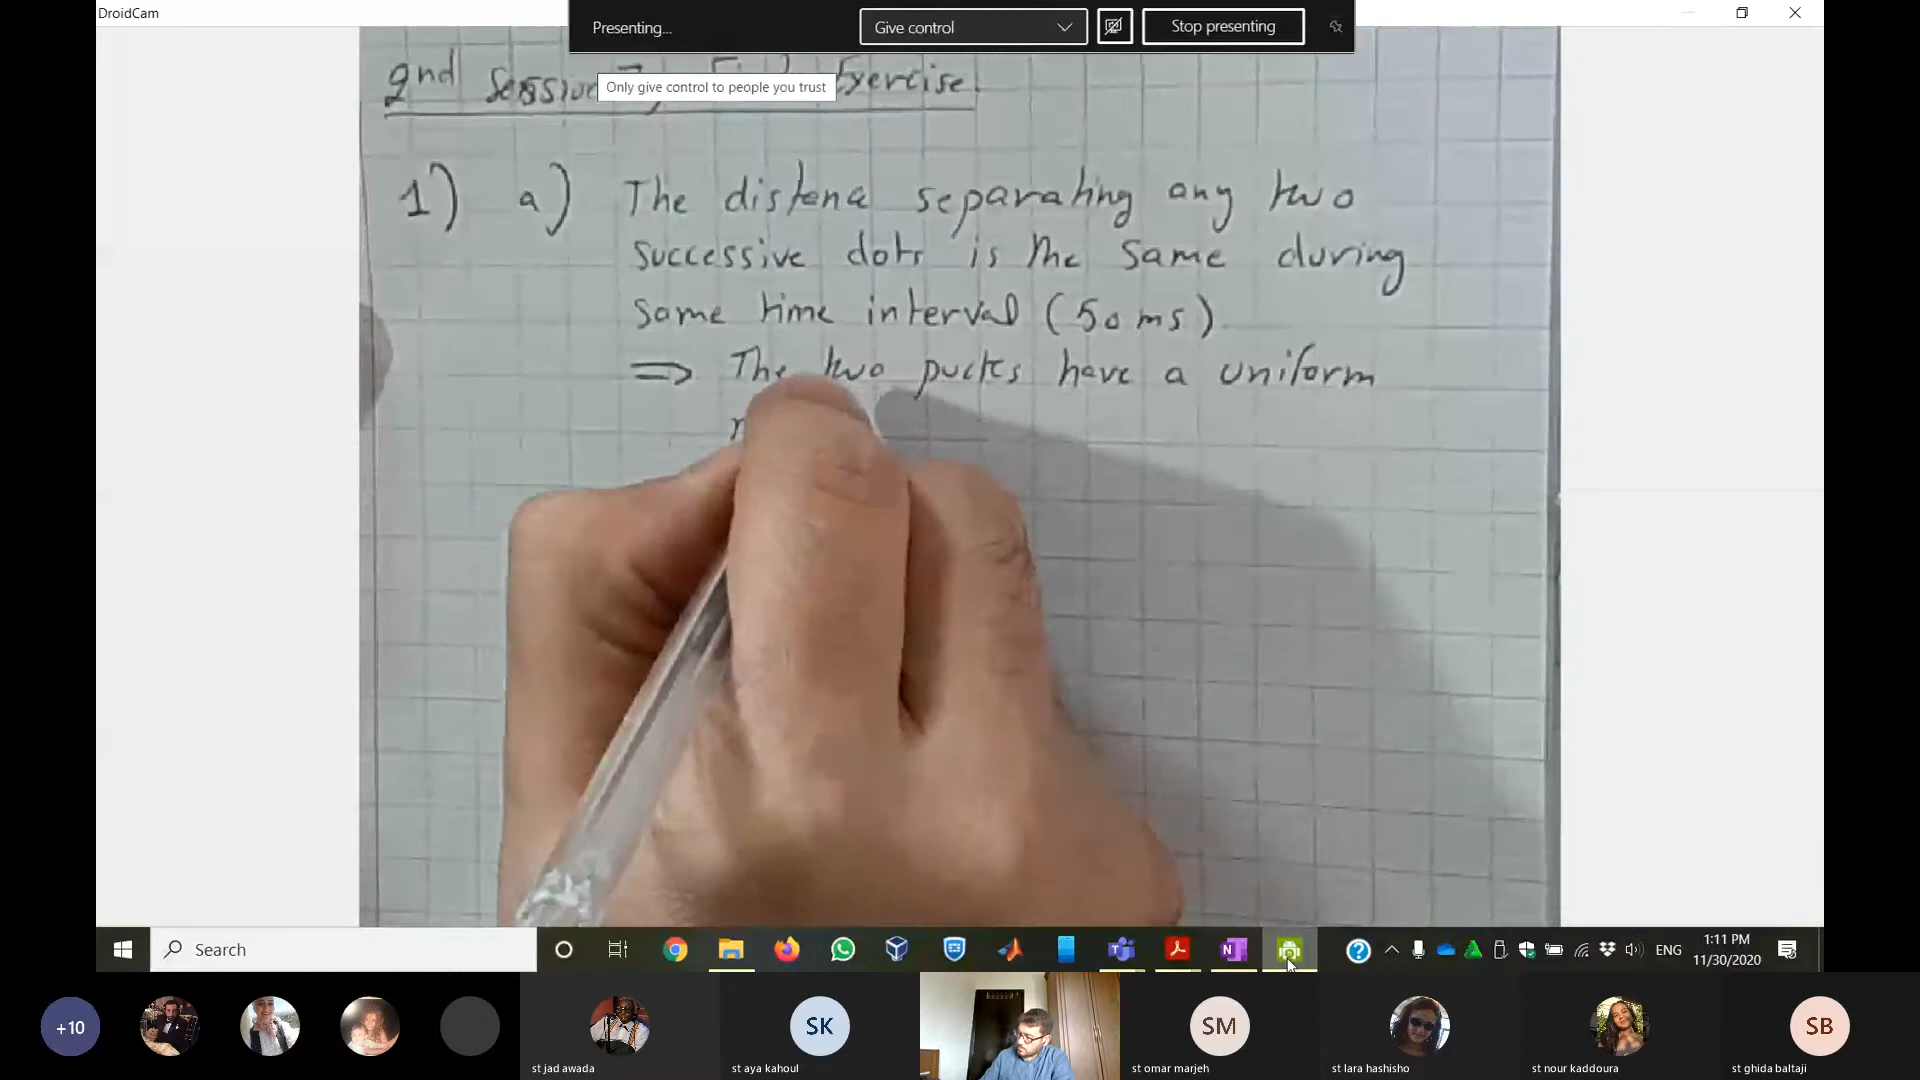 DroidCam
Presenting...
Give control
Stop presenting
Only give control to people you trust
2nd Exercise.
1) a) The distance separating any two
successive dots is the same during
same time interval (50 ms).
⇒ The two pucks have a uniform
Search
ENG
1:11 PM
11/30/2020
+10
st jad awada
SK
st aya kahoul
SM
st omar marjeh
st lara hashisho
st nour kaddoura
SB
st ghida baltaji